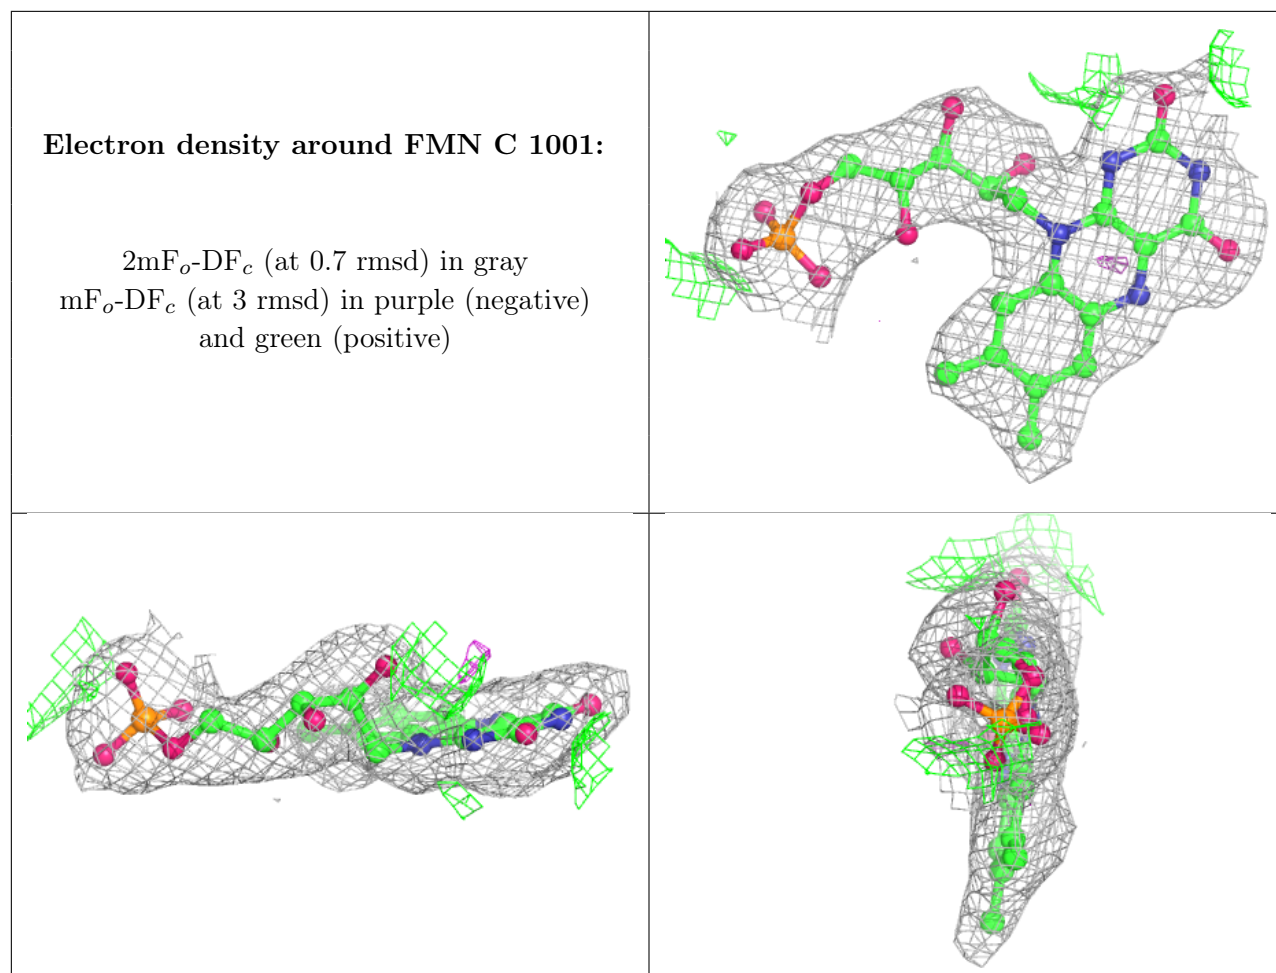 Electron density around FMN C 1001:
2mFo-DFc (at 0.7 rmsd) in gray
mFo-DFc (at 3 rmsd) in purple (negative)
and green (positive)